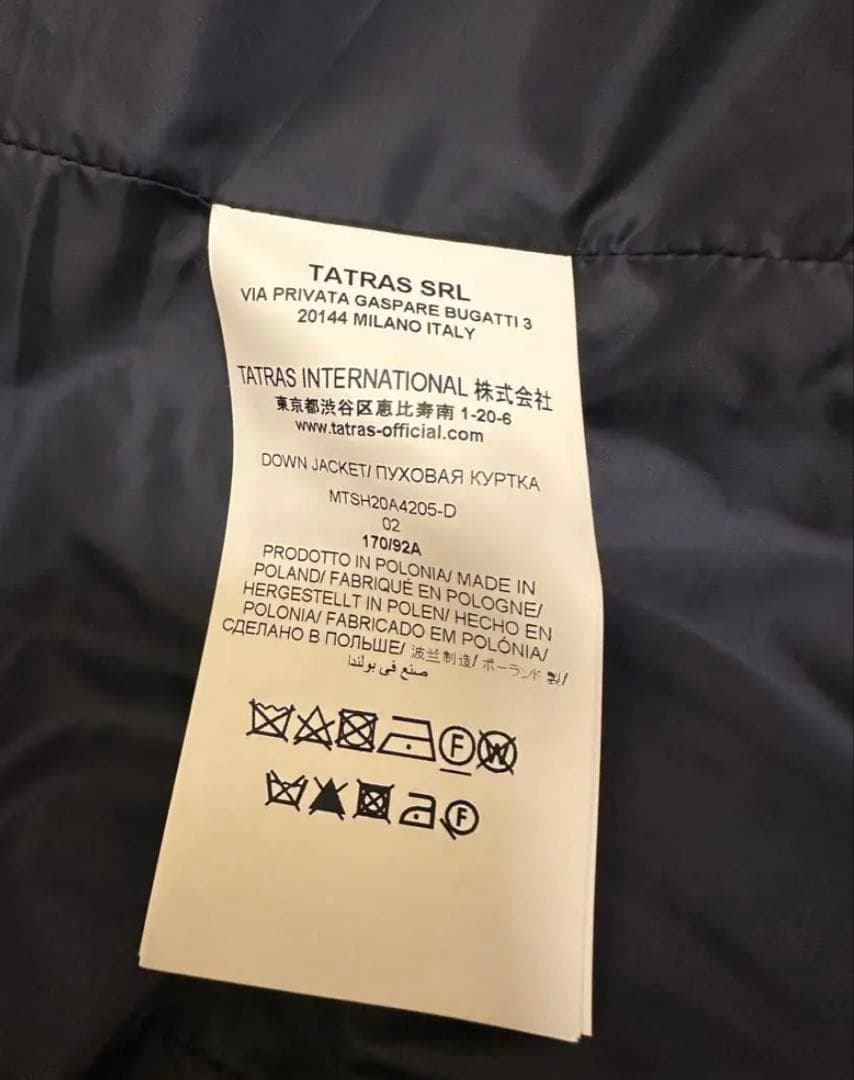 TATRAS SRL
VIA PRIVATA GASPARE BUGATTI 3
20144 MILANO ITALY
TATRAS INTERNATIONAL 株式会社
東京都渋谷区恵比寿南 1-20-6
www.tatras-official.com
DOWN JACKET/ ПУХОВАЯ КУРТКА
MTSH20A4205-D
02
170/92A
PRODOTTO IN POLONIA/ MADE IN
POLAND/ FABRIQUÉ EN POLOGNE/
HERGESTELLT IN POLEN/ HECHO EN
POLONIA/ FABRICADO EM POLÓNIA/
СДЕЛАНО В ПОЛЬШЕ/ 波兰制造/ ポーランド 製/
صنع في بولندا
F W
F